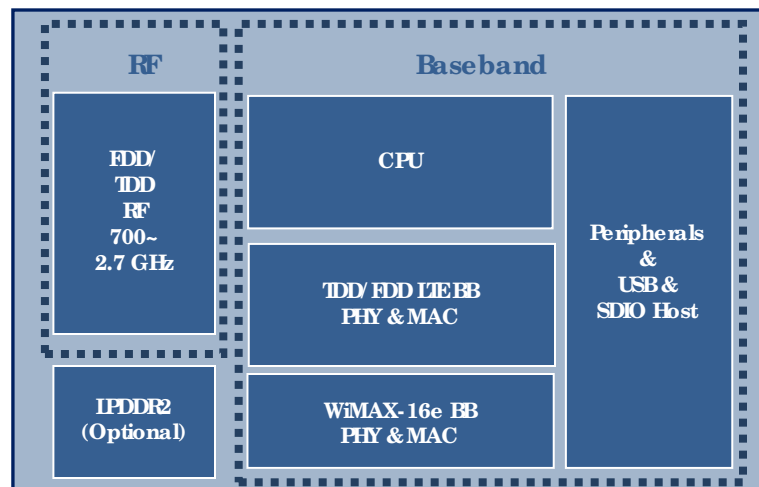 RF
Baseband
FDD/
TDD
RF
700~
2.7 GHz
CPU
Peripherals
&
USB &
SDIO Host
TDD/FDD LTE BB
PHY & MAC
LPDDR2
(Optional)
WiMAX-16e BB
PHY & MAC